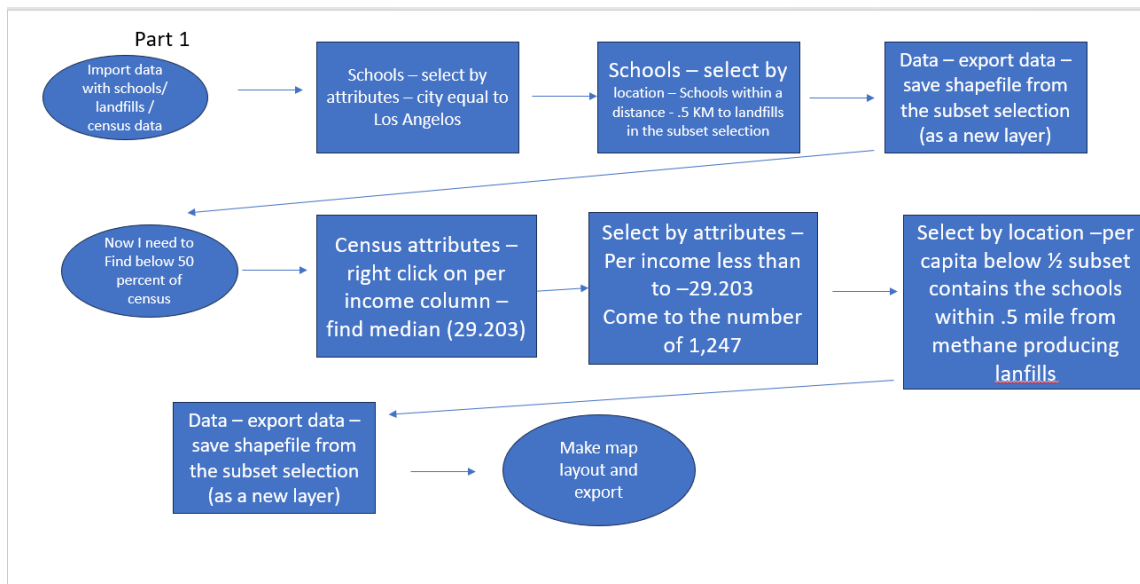 Part 1
Import data
with schools/
landfills /
census data
Schools – select by
attributes – city equal to
Los Angelos
Schools – select by
location – Schools within a
distance - .5 KM to landfills
in the subset selection
Data – export data –
save shapefile from
the subset selection
(as a new layer)
Now I need to
Find below 50
percent of
census
Census attributes –
right click on per
income column –
find median (29.203)
Select by attributes –
Per income less than
to –29.203
Come to the number
of 1,247
Select by location –per
capita below ½ subset
contains the schools
within .5 mile from
methane producing
lanfills
Data – export data –
save shapefile from
the subset selection
(as a new layer)
Make map
layout and
export